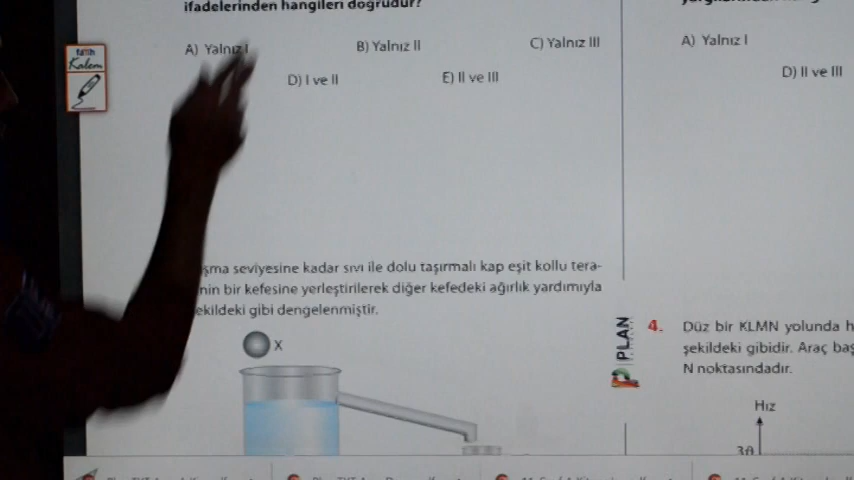 ifadelerinden hangileri doğrudur?
A) Yalnız I
B) Yalnız II
C) Yalnız III
D) I ve II
E) II ve III
fatih
Kalem
şma seviyesine kadar sıvı ile dolu taşırmalı kap eşit kollu tera-
nin bir kefesine yerleştirilerek diğer kefedeki ağırlık yardımıyla
ekildeki gibi dengelenmiştir.
X
A) Yalnız I
D) II ve III
PLAN
4. Düz bir KLMN yolunda h
şekildeki gibidir. Araç baş
N noktasındadır.
Hız